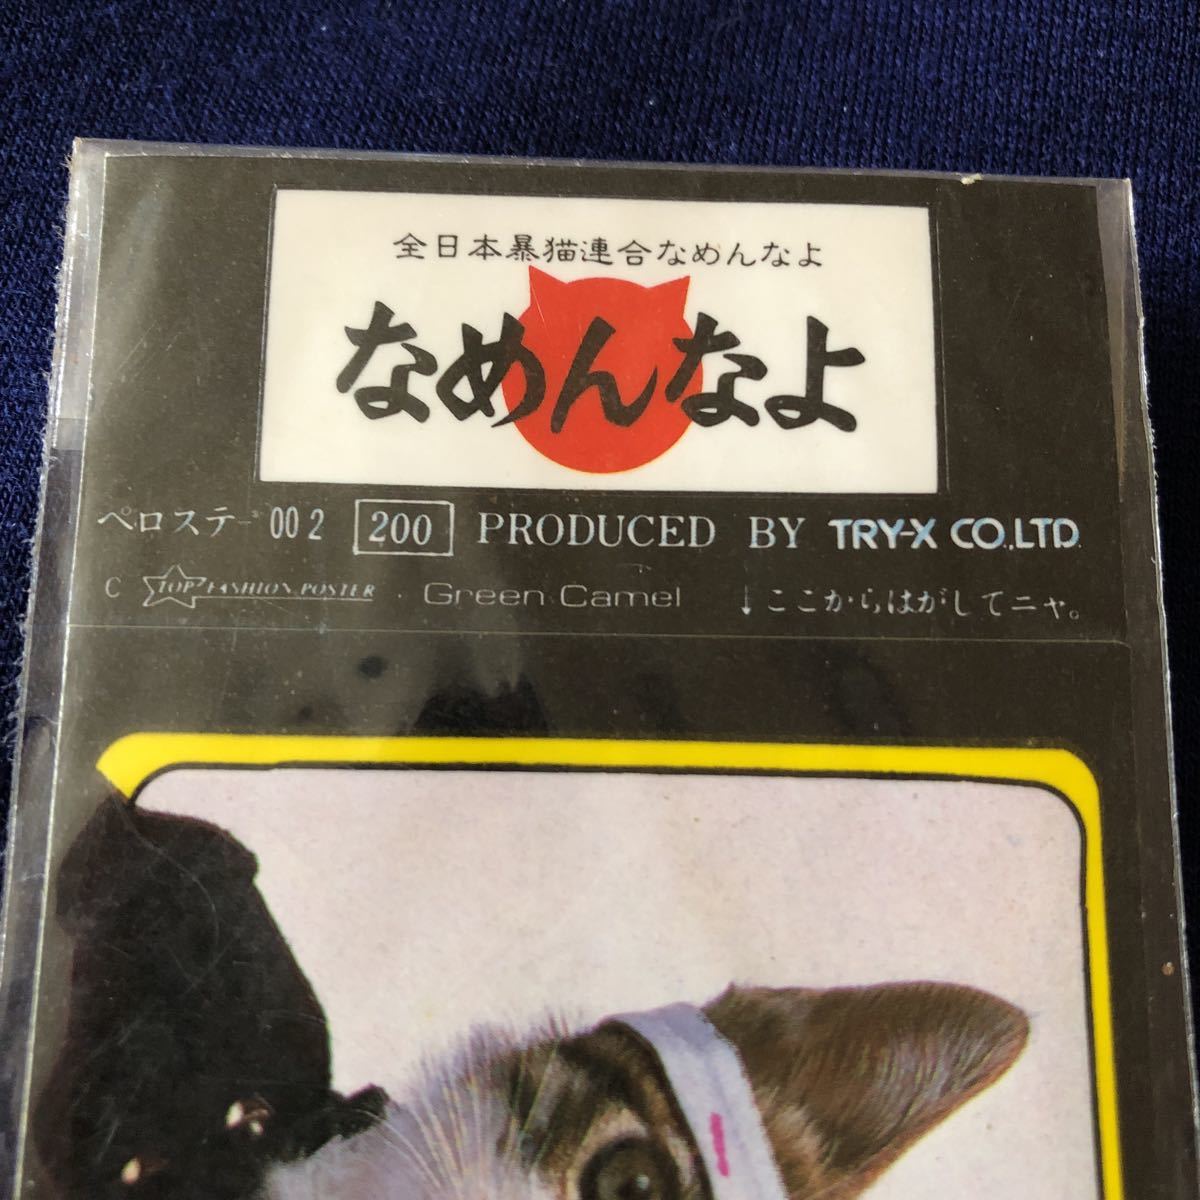 全日本暴猫連合なめんなよ
なめんなよ
ペロステ-002 200 PRODUCED BY TRY-X CO.,LTD.
C TOP FASHION POSTER · Green Camel ↓ここからはがしてニャ。